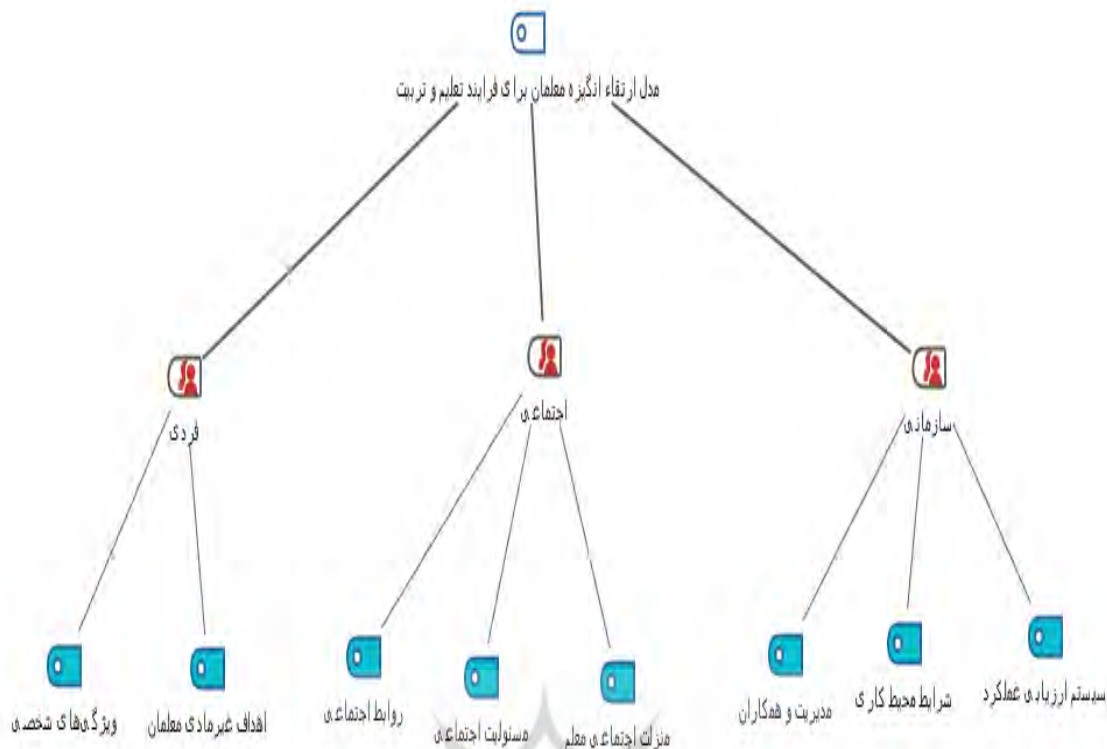 مدل ارتقاء انگیزه معلمان برای فرایند تعلیم و تربیت
سازمانی
اجتماعی
فردی
سیستم ارزیابی عملکرد
شرایط محیط کاری
مدیریت و همکاران
منزلت اجتماعی معلم
مسئولیت اجتماعی
روابط اجتماعی
اهداف غیرمادی معلمان
ویژگی‌های شخصی